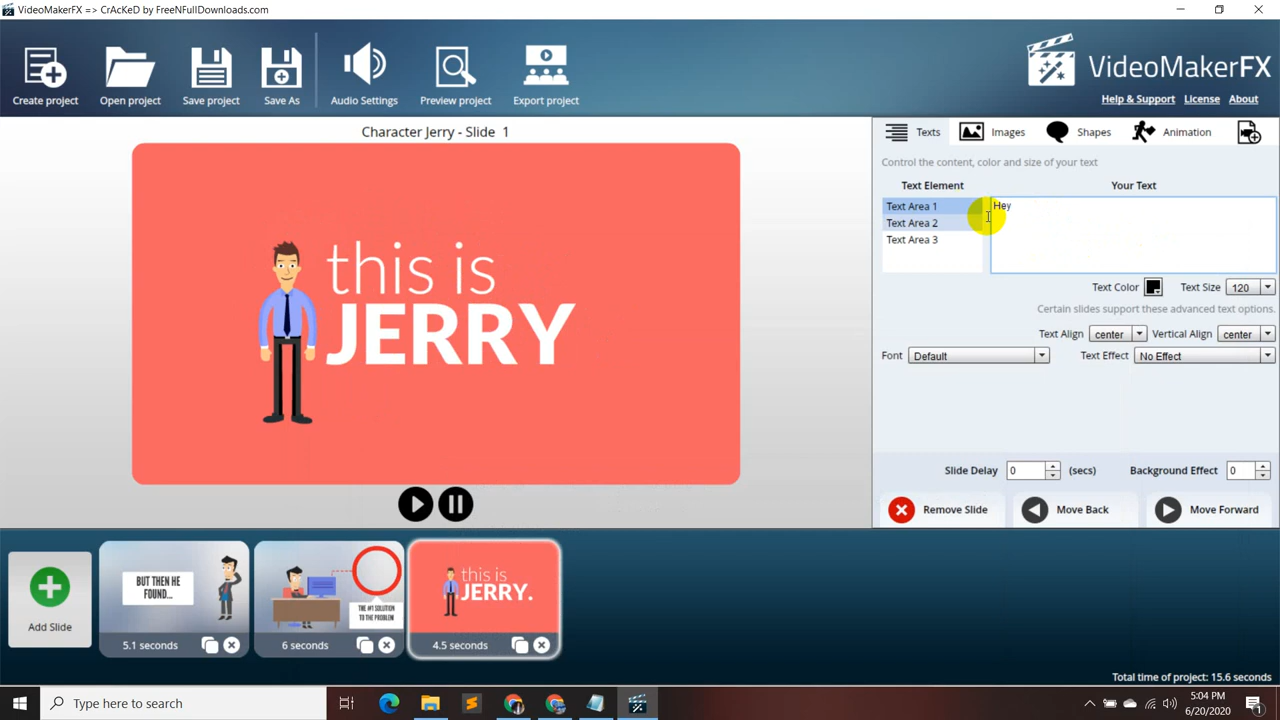 VideoMakerFX => CrAcKeD by FreeNFullDownloads.com
Create project
Open project
Save project
Save As
Audio Settings
Preview project
Export project
VideoMakerFX
Help & Support
License
About
Character Jerry - Slide 1
this is
JERRY
Texts
Images
Shapes
Animation
Control the content, color and size of your text
Text Element
Your Text
Text Area 1
Text Area 2
Text Area 3
Hey
Text Color
Text Size
120
Certain slides support these advanced text options.
Text Align
center
Vertical Align
center
Font
Default
Text Effect
No Effect
Slide Delay
0
(secs)
Background Effect
0
Remove Slide
Move Back
Move Forward
Add Slide
BUT THEN HE
FOUND...
5.1 seconds
THE #1 SOLUTION
TO THE PROBLEM
6 seconds
this is
JERRY.
4.5 seconds
Total time of project: 15.6 seconds
Type here to search
5:04 PM
6/20/2020
1